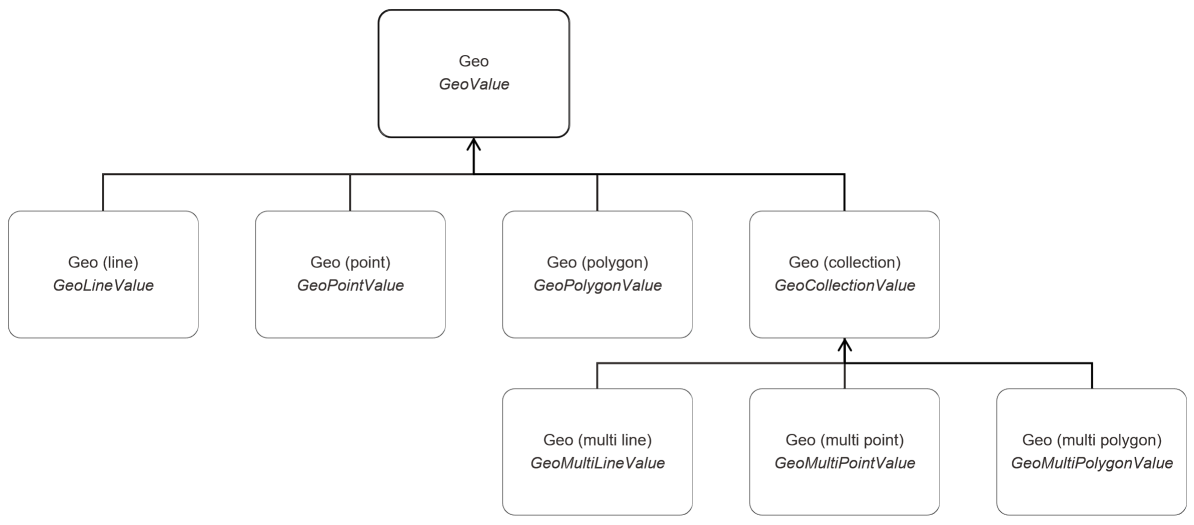 Geo
GeoValue
Geo (line)
GeoLineValue
Geo (point)
GeoPointValue
Geo (polygon)
GeoPolygonValue
Geo (collection)
GeoCollectionValue
Geo (multi line)
GeoMultiLineValue
Geo (multi point)
GeoMultiPointValue
Geo (multi polygon)
GeoMultiPolygonValue